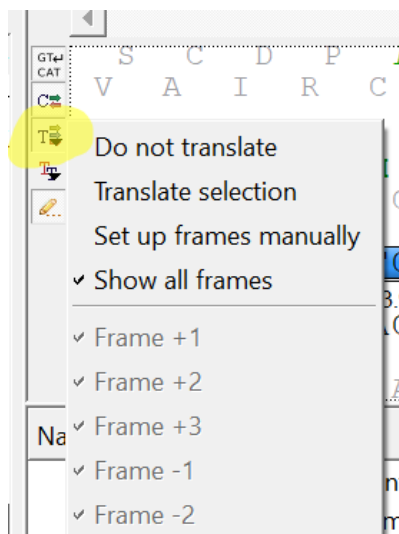 GT
CAT
S C D P
V A I R C
C
T
T
Do not translate
Translate selection
Set up frames manually
Show all frames
Frame +1
Frame +2
Frame +3
Frame -1
Frame -2
Na